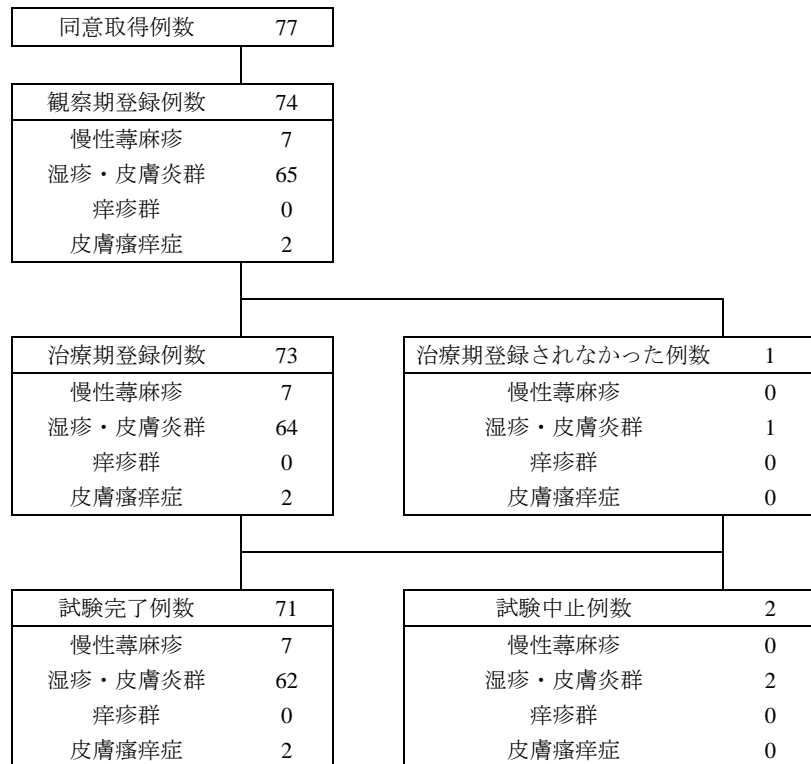 同意取得例数 77
観察期登録例数 74
慢性蕁麻疹 7
湿疹・皮膚炎群 65
痒疹群 0
皮膚瘙痒症 2
治療期登録例数 73
慢性蕁麻疹 7
湿疹・皮膚炎群 64
痒疹群 0
皮膚瘙痒症 2
治療期登録されなかった例数 1
慢性蕁麻疹 0
湿疹・皮膚炎群 1
痒疹群 0
皮膚瘙痒症 0
試験完了例数 71
慢性蕁麻疹 7
湿疹・皮膚炎群 62
痒疹群 0
皮膚瘙痒症 2
試験中止例数 2
慢性蕁麻疹 0
湿疹・皮膚炎群 2
痒疹群 0
皮膚瘙痒症 0